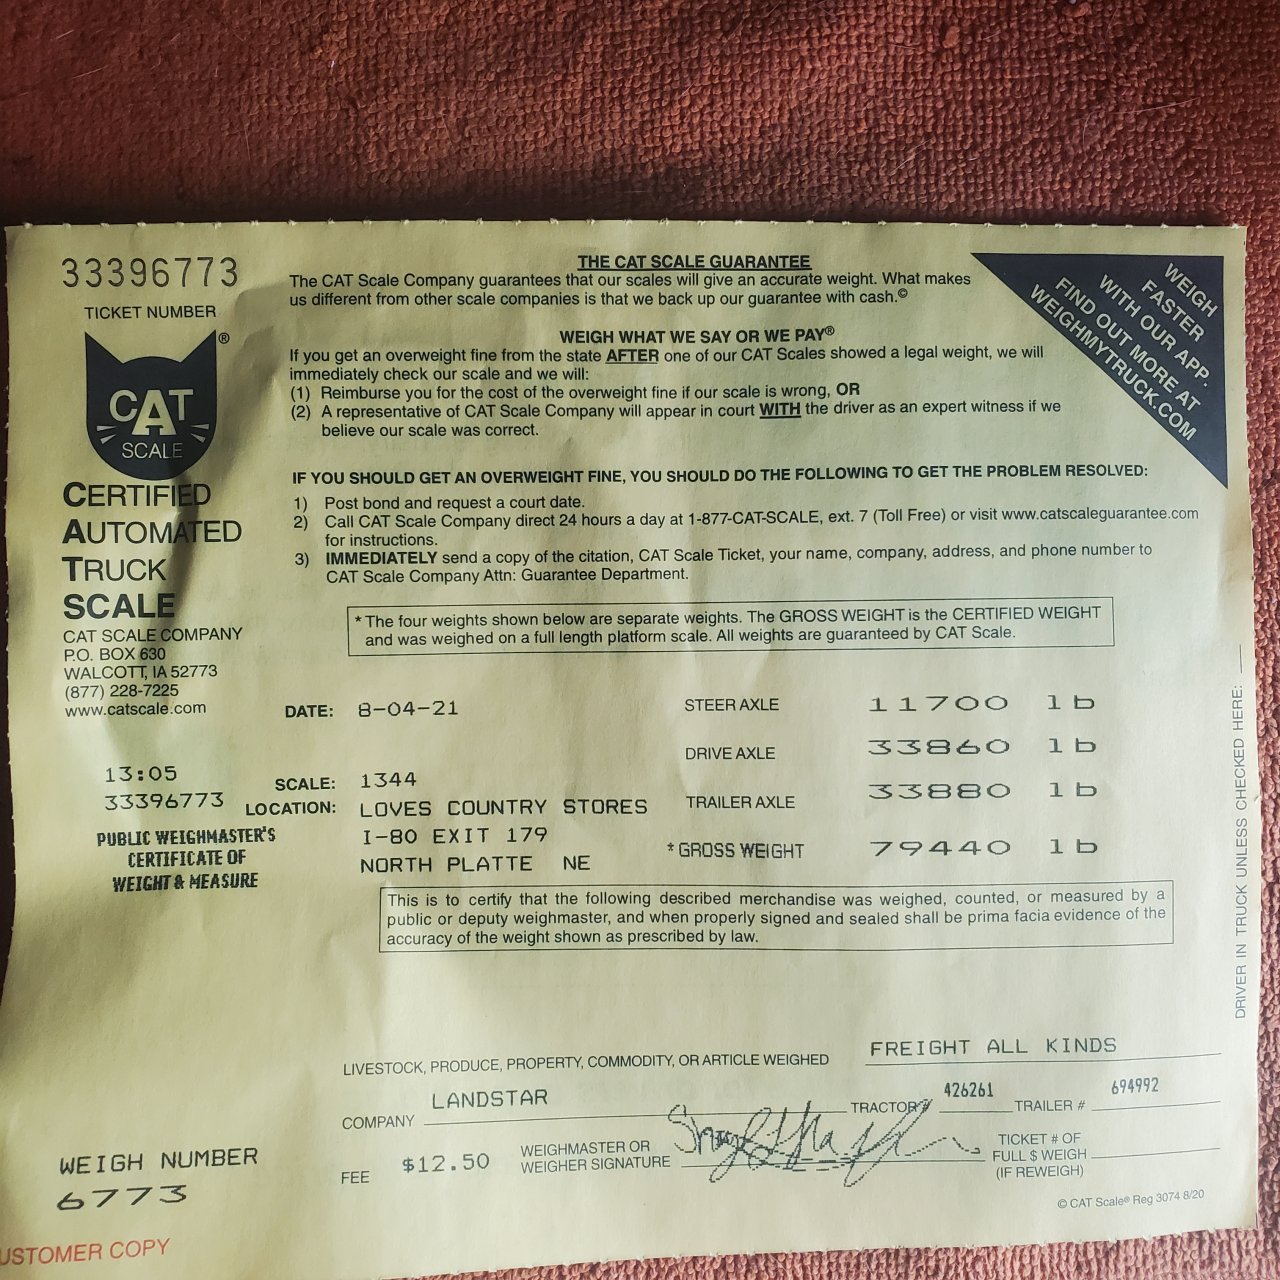 33396773
TICKET NUMBER
CAT
SCALE
®
CERTIFIED
AUTOMATED
TRUCK
SCALE
CAT SCALE COMPANY
P.O. BOX 630
WALCOTT, IA 52773
(877) 228-7225
www.catscale.com
THE CAT SCALE GUARANTEE
The CAT Scale Company guarantees that our scales will give an accurate weight. What makes
us different from other scale companies is that we back up our guarantee with cash.©
WEIGH WHAT WE SAY OR WE PAY®
If you get an overweight fine from the state AFTER one of our CAT Scales showed a legal weight, we will
immediately check our scale and we will:
(1) Reimburse you for the cost of the overweight fine if our scale is wrong, OR
(2) A representative of CAT Scale Company will appear in court WITH the driver as an expert witness if we
believe our scale was correct.
WEIGH
FASTER
WITH OUR APP.
FIND OUT MORE AT
WEIGHMYTRUCK.COM
IF YOU SHOULD GET AN OVERWEIGHT FINE, YOU SHOULD DO THE FOLLOWING TO GET THE PROBLEM RESOLVED:
1) Post bond and request a court date.
2) Call CAT Scale Company direct 24 hours a day at 1-877-CAT-SCALE, ext. 7 (Toll Free) or visit www.catscaleguarantee.com
for instructions.
3) IMMEDIATELY send a copy of the citation, CAT Scale Ticket, your name, company, address, and phone number to
CAT Scale Company Attn: Guarantee Department.
* The four weights shown below are separate weights. The GROSS WEIGHT is the CERTIFIED WEIGHT
and was weighed on a full length platform scale. All weights are guaranteed by CAT Scale.
DATE: 8-04-21
STEER AXLE 11700 lb
DRIVE AXLE 33860 lb
TRAILER AXLE 33880 lb
* GROSS WEIGHT 79440 lb
13:05
33396773
PUBLIC WEIGHMASTER'S
CERTIFICATE OF
WEIGHT & MEASURE
SCALE: 1344
LOCATION: LOVES COUNTRY STORES
I-80 EXIT 179
NORTH PLATTE NE
This is to certify that the following described merchandise was weighed, counted, or measured by a
public or deputy weighmaster, and when properly signed and sealed shall be prima facia evidence of the
accuracy of the weight shown as prescribed by law.
DRIVER IN TRUCK UNLESS CHECKED HERE:
LIVESTOCK, PRODUCE, PROPERTY, COMMODITY, OR ARTICLE WEIGHED FREIGHT ALL KINDS
COMPANY LANDSTAR TRACTOR # 426261 TRAILER # 694992
FEE $12.50 WEIGHMASTER OR
WEIGHER SIGNATURE
TICKET # OF
FULL $ WEIGH
(IF REWEIGH)
WEIGH NUMBER
6773
© CAT Scale® Reg 3074 8/20
USTOMER COPY